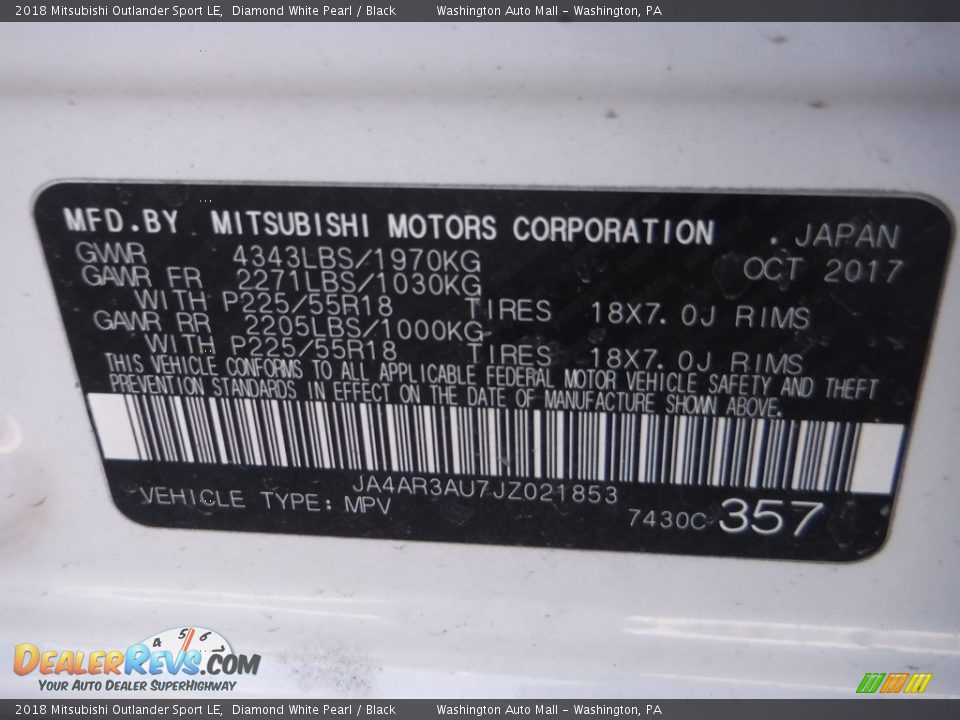 2018 Mitsubishi Outlander Sport LE, Diamond White Pearl / Black Washington Auto Mall - Washington, PA
MFD.BY MITSUBISHI MOTORS CORPORATION . JAPAN
GVWR 4343LBS/1970KG OCT 2017
GAWR FR 2271LBS/1030KG
WITH P225/55R18 TIRES 18X7.0J RIMS
GAWR RR 2205LBS/1000KG
WITH P225/55R18 TIRES 18X7.0J RIMS
THIS VEHICLE CONFORMS TO ALL APPLICABLE FEDERAL MOTOR VEHICLE SAFETY AND THEFT
PREVENTION STANDARDS IN EFFECT ON THE DATE OF MANUFACTURE SHOWN ABOVE.
JA4AR3AU7JZ021853
VEHICLE TYPE: MPV
7430C 357
4 5 6
DEALERREVS.COM
YOUR AUTO DEALER SUPERHIGHWAY
2018 Mitsubishi Outlander Sport LE, Diamond White Pearl / Black Washington Auto Mall - Washington, PA